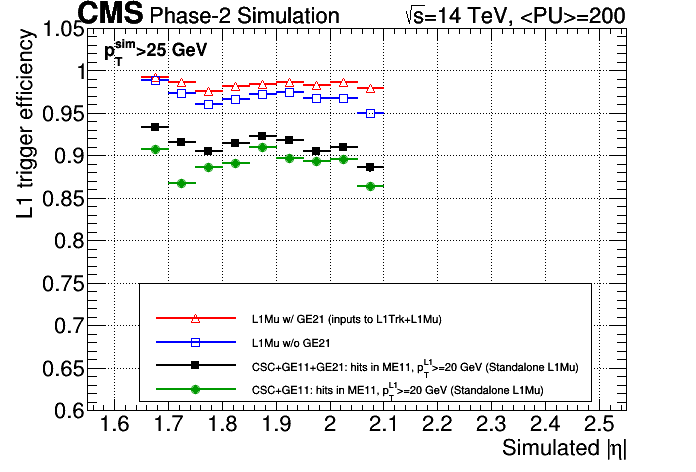 CMS Phase-2 Simulation √s=14 TeV, <PU>=200
p_T^sim>25 GeV
L1 trigger efficiency
1.05
1
0.95
0.9
0.85
0.8
0.75
0.7
0.65
0.6
L1Mu w/ GE21 (inputs to L1Trk+L1Mu)
L1Mu w/o GE21
CSC+GE11+GE21: hits in ME11, p_T^L1>=20 GeV (Standalone L1Mu)
CSC+GE11: hits in ME11, p_T^L1>=20 GeV (Standalone L1Mu)
1.6 1.7 1.8 1.9 2 2.1 2.2 2.3 2.4 2.5
Simulated |η|